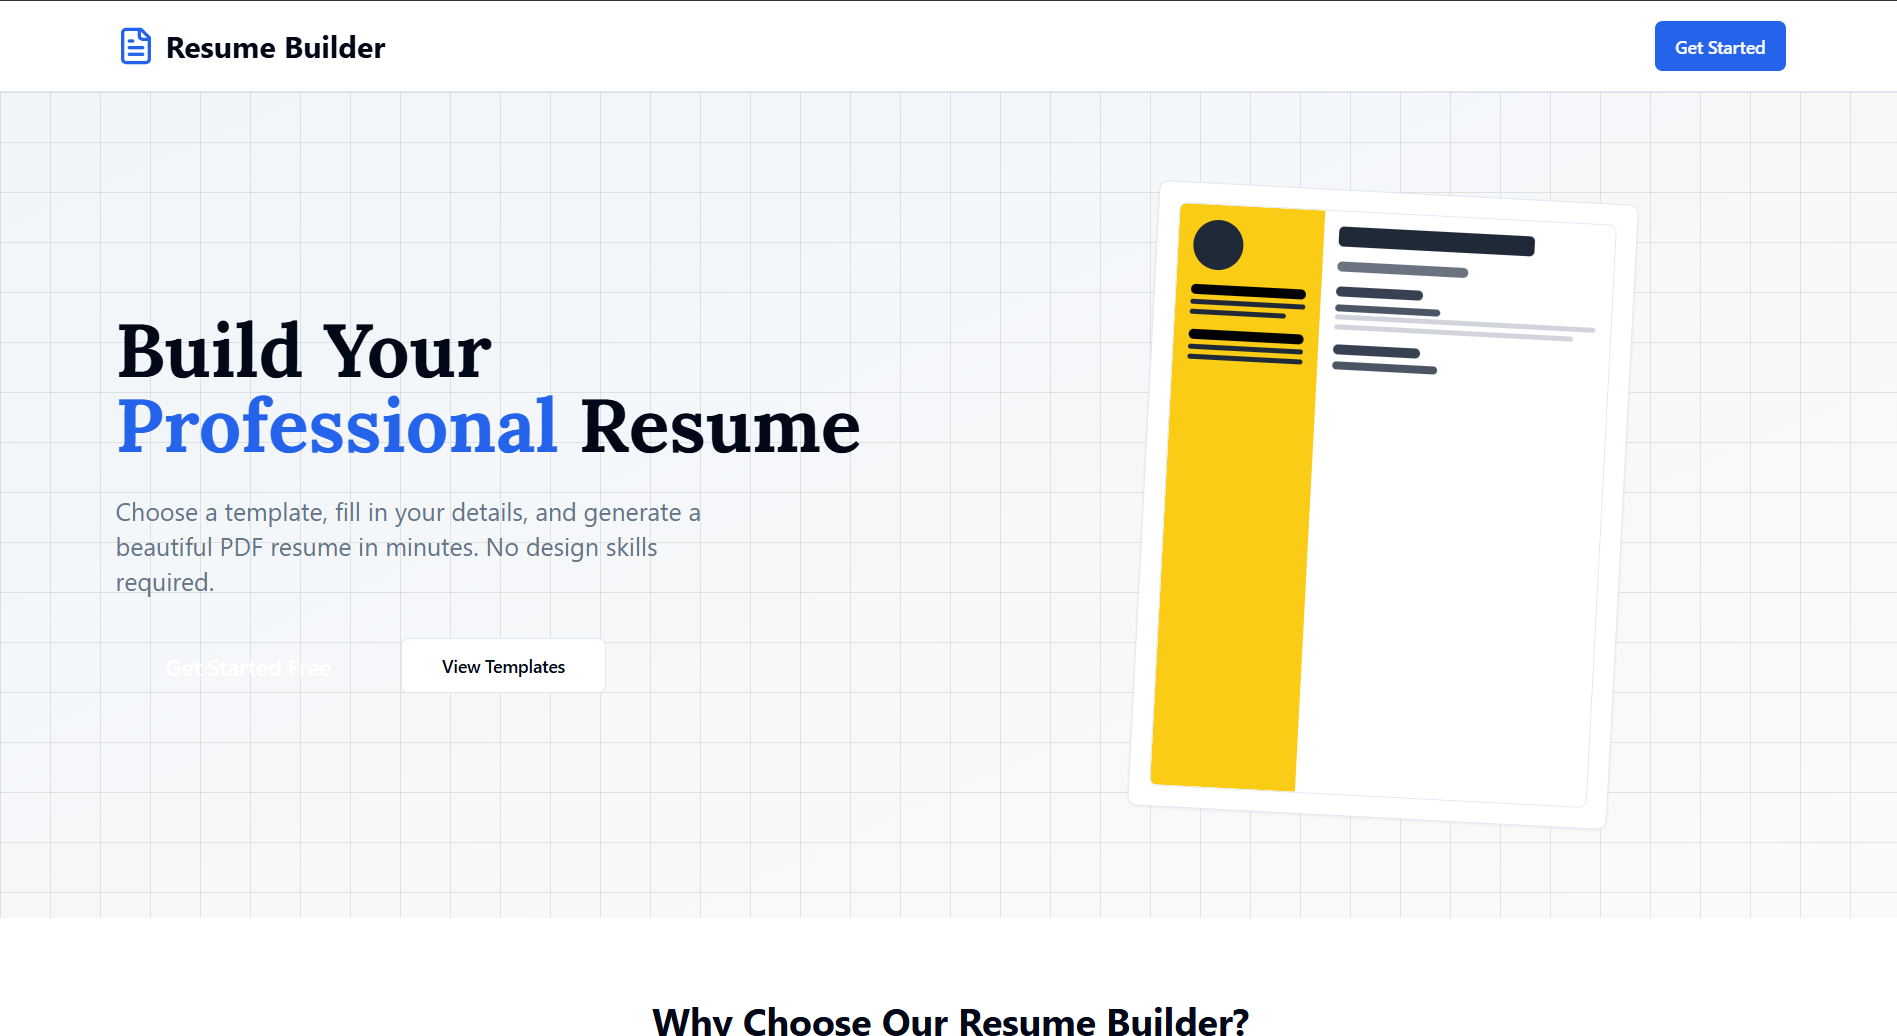 Resume Builder
Get Started
Build Your
Professional Resume
Choose a template, fill in your details, and generate a
beautiful PDF resume in minutes. No design skills
required.
Get Started Free
View Templates
Why Choose Our Resume Builder?